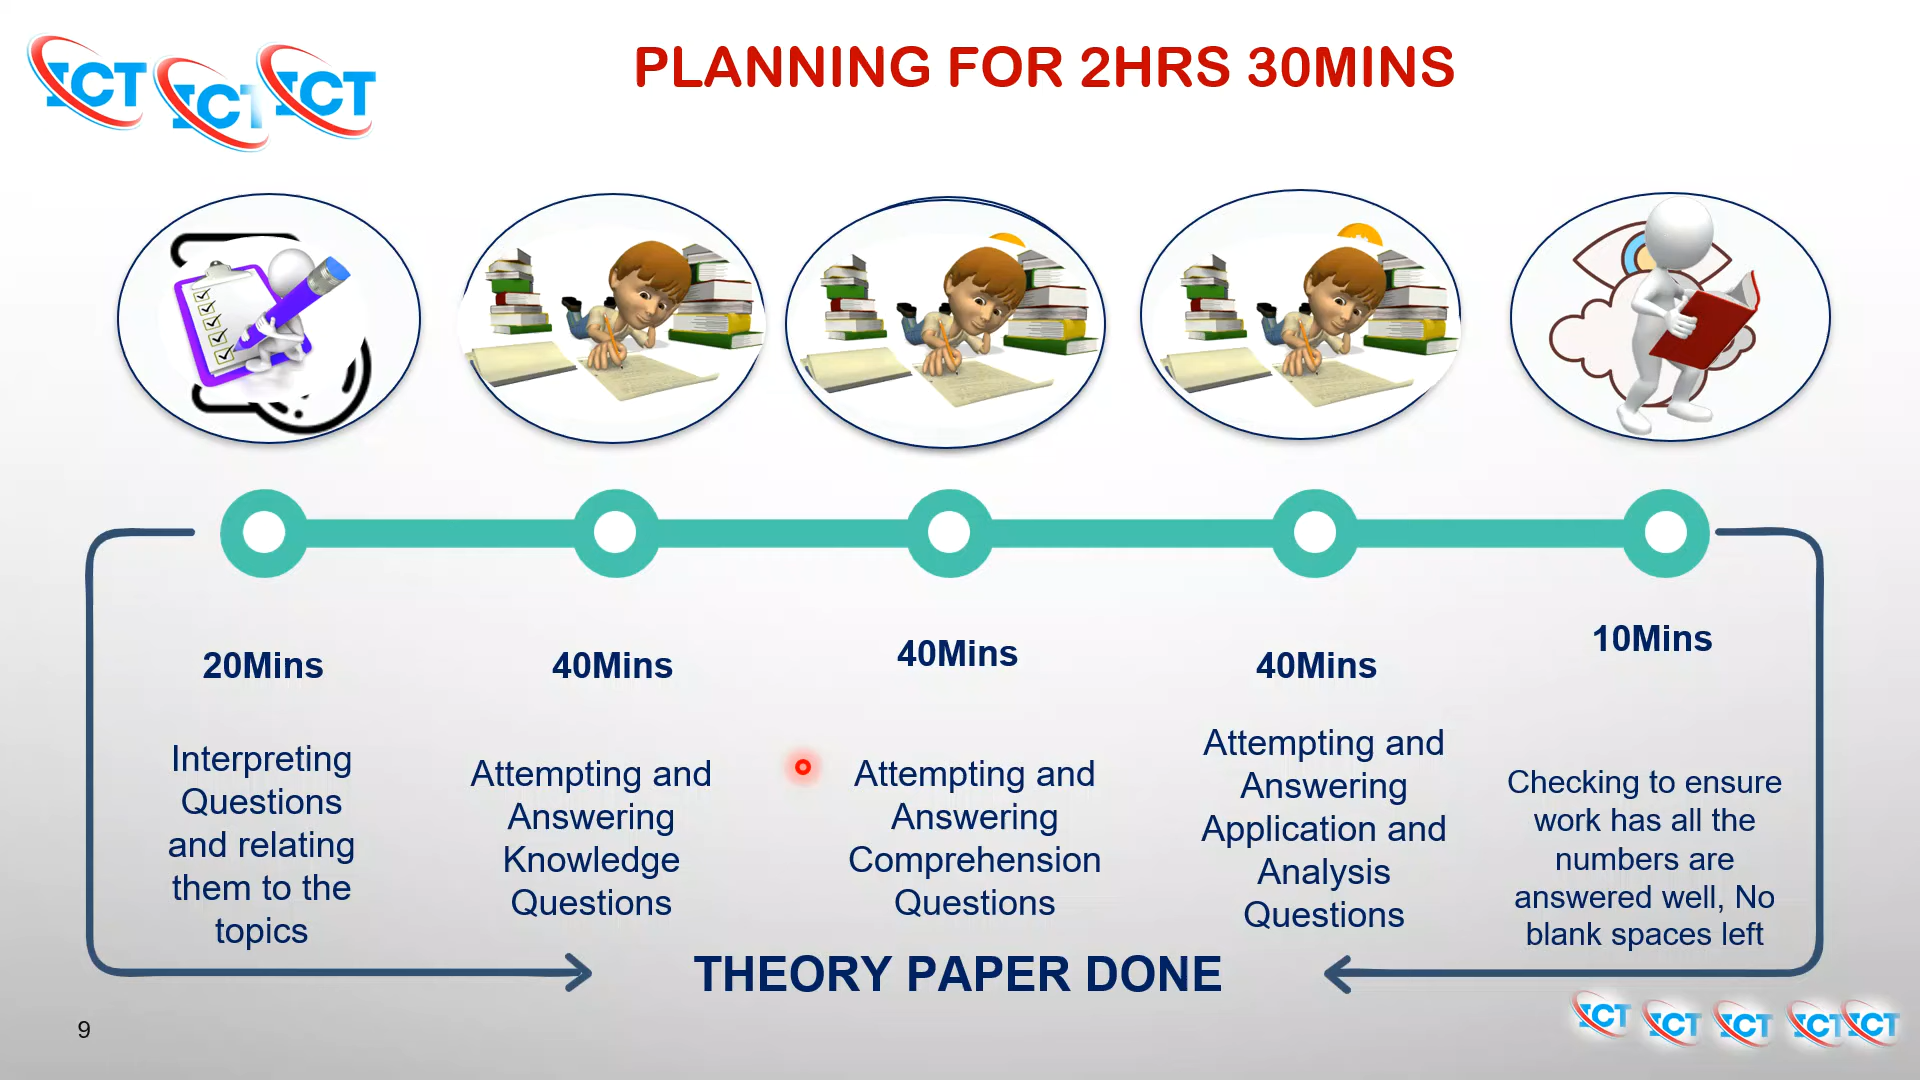 ICT ICT ICT
PLANNING FOR 2HRS 30MINS
20Mins
Interpreting
Questions
and relating
them to the
topics
40Mins
Attempting and
Answering
Knowledge
Questions
40Mins
Attempting and
Answering
Comprehension
Questions
40Mins
Attempting and
Answering
Application and
Analysis
Questions
10Mins
Checking to ensure
work has all the
numbers are
answered well, No
blank spaces left
THEORY PAPER DONE
9
ICT ICT ICT ICT ICT